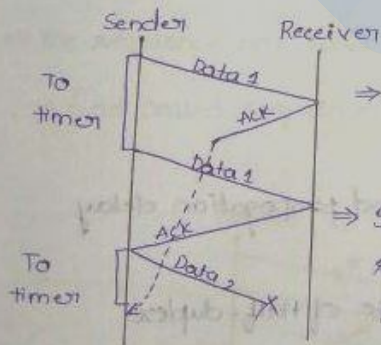 Sender
Receiver
Data 1
To
timer
ACK
⇒
Data 1
⇒
ACK
Data 2
To
timer